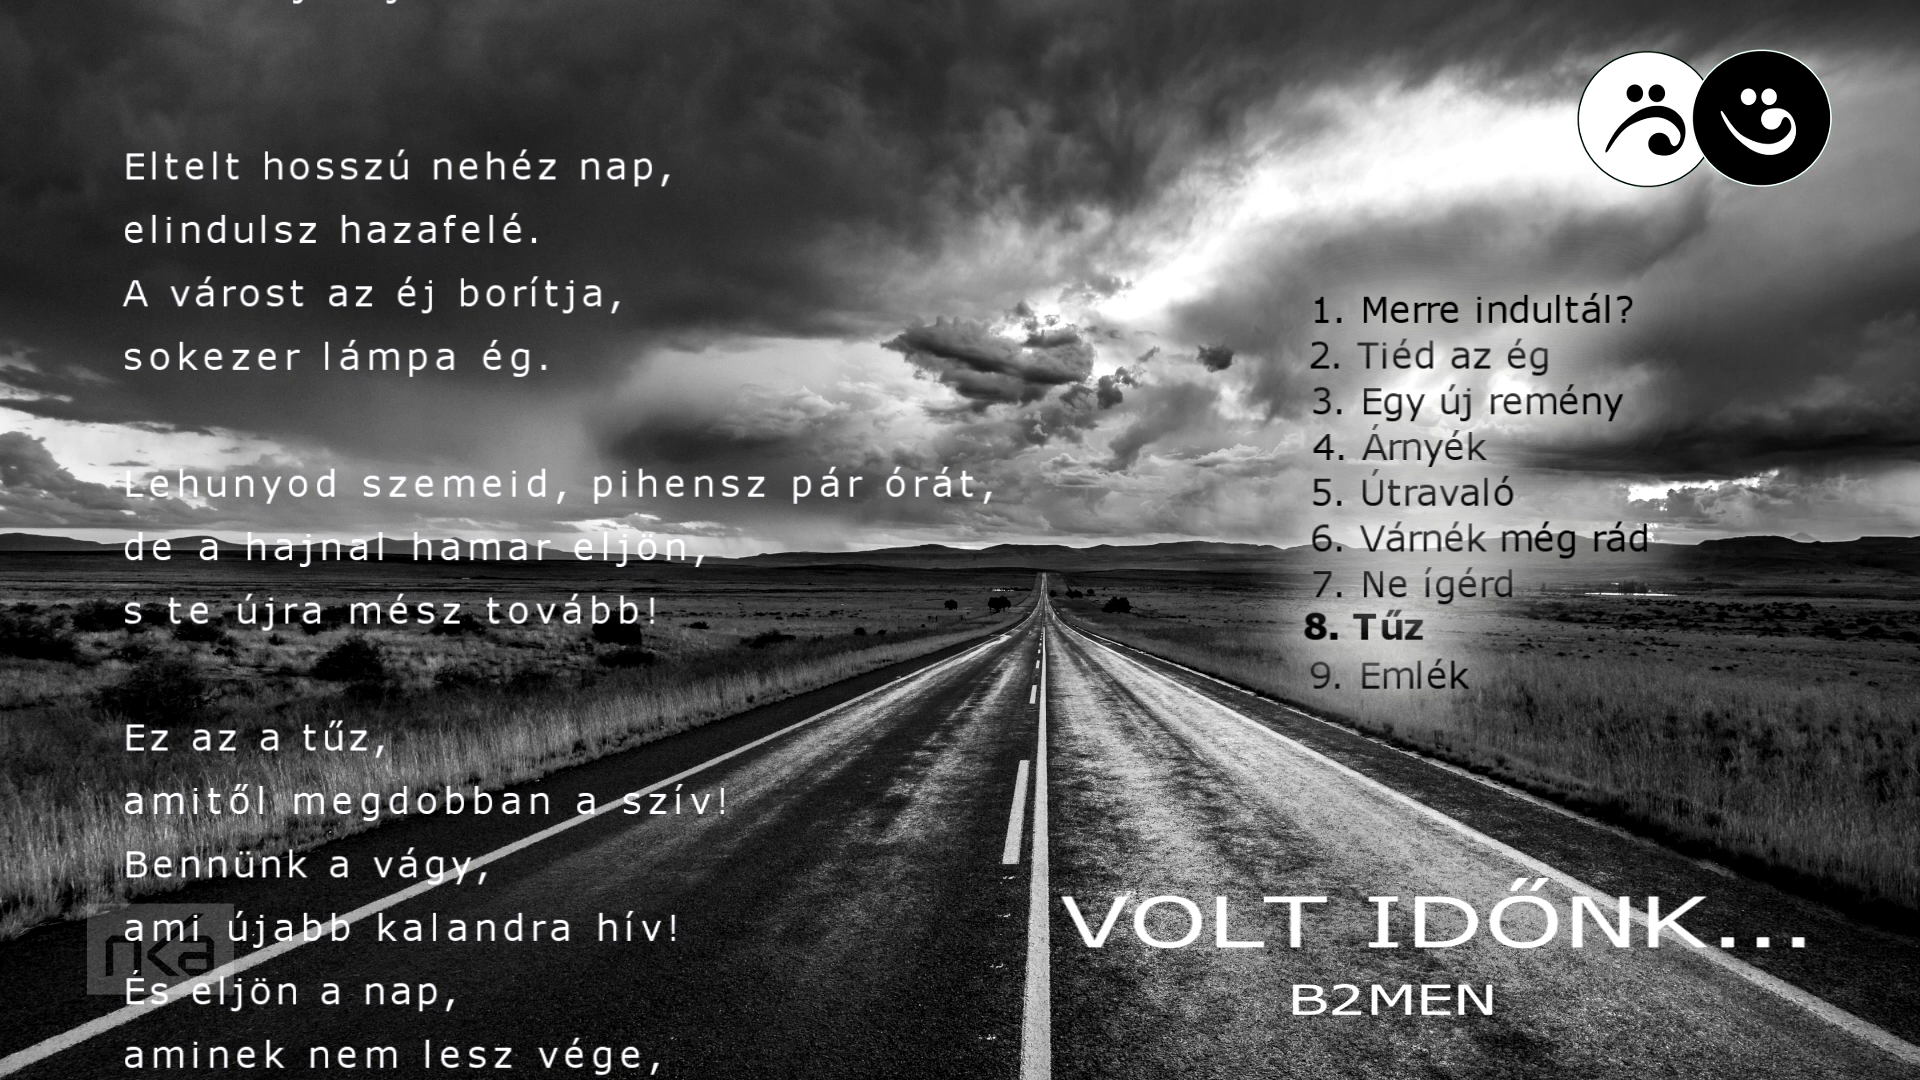 Eltelt hosszú nehéz nap,
elindulsz hazafelé.
A várost az éj borítja,
sokezer lámpa ég.
Lehunyod szemeid, pihensz pár órát,
de a hajnal hamar eljön,
s te újra mész tovább!
Ez az a tűz,
amitől megdobban a szív!
Bennünk a vágy,
ami újabb kalandra hív!
És eljön a nap,
aminek nem lesz vége,
nka
1. Merre indultál?
2. Tiéd az ég
3. Egy új remény
4. Árnyék
5. Útravaló
6. Várnék még rád
7. Ne ígérd
8. Tűz
9. Emlék
VOLT IDŐNK...
B2MEN